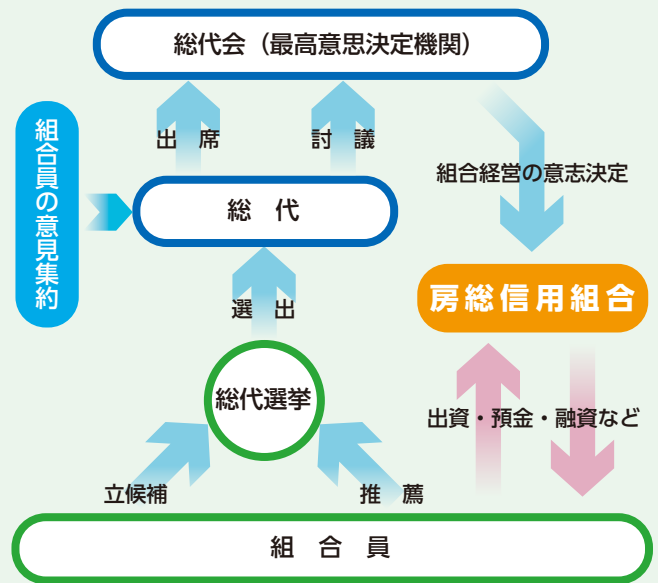 総代会（最高意思決定機関）
出　席
討　議
組合員の意見集約
組合経営の意志決定
総　代
房総信用組合
選　出
総代選挙
出資・預金・融資など
立候補
推　薦
組　合　員